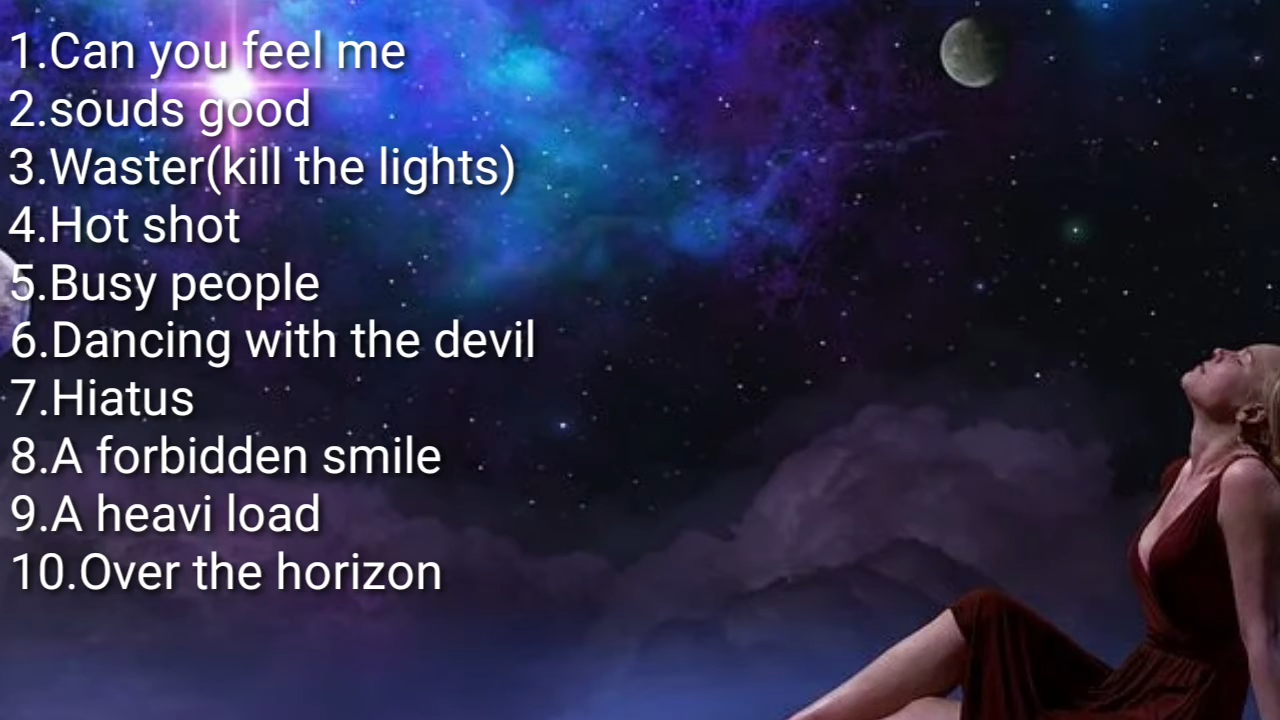 1.Can you feel me
2.souds good
3.Waster(kill the lights)
4.Hot shot
5.Busy people
6.Dancing with the devil
7.Hiatus
8.A forbidden smile
9.A heavi load
10.Over the horizon